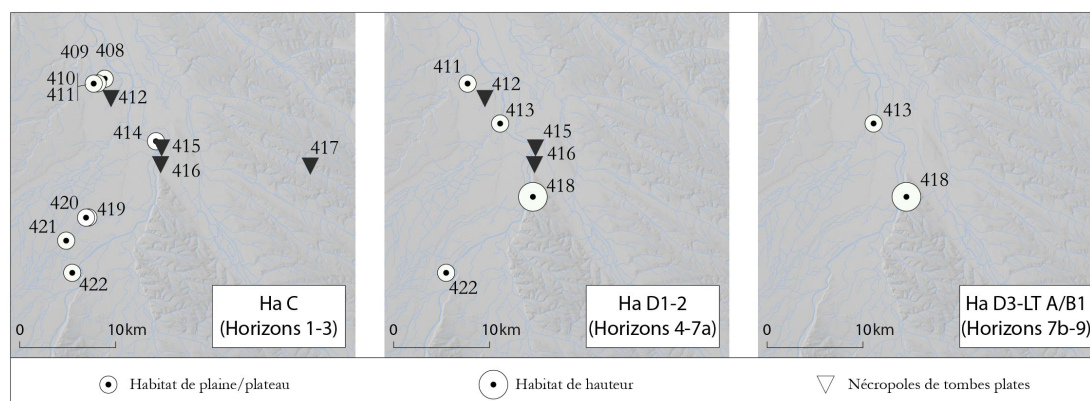 409 408
410
411
412
414
415
416
417
420 419
421
422
Ha C
(Horizons 1-3)
0 10km
411
412
413
415
416
418
422
Ha D1-2
(Horizons 4-7a)
0 10km
413
418
Ha D3-LT A/B1
(Horizons 7b-9)
0 10km
Habitat de plaine/plateau
Habitat de hauteur
Nécropoles de tombes plates